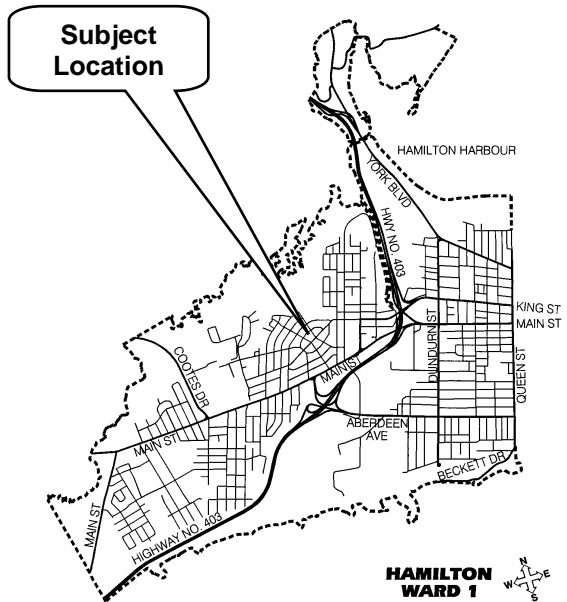 Subject
Location
HAMILTON HARBOUR
YORK BLVD
HWY NO. 403
KING ST
MAIN ST
DUNDURN ST
QUEEN ST
COOTES DR
MAIN ST
ABERDEEN
AVE
MAIN ST
BECKETT DR
MAIN ST
HIGHWAY NO. 403
HAMILTON
WARD 1
N
W E
S